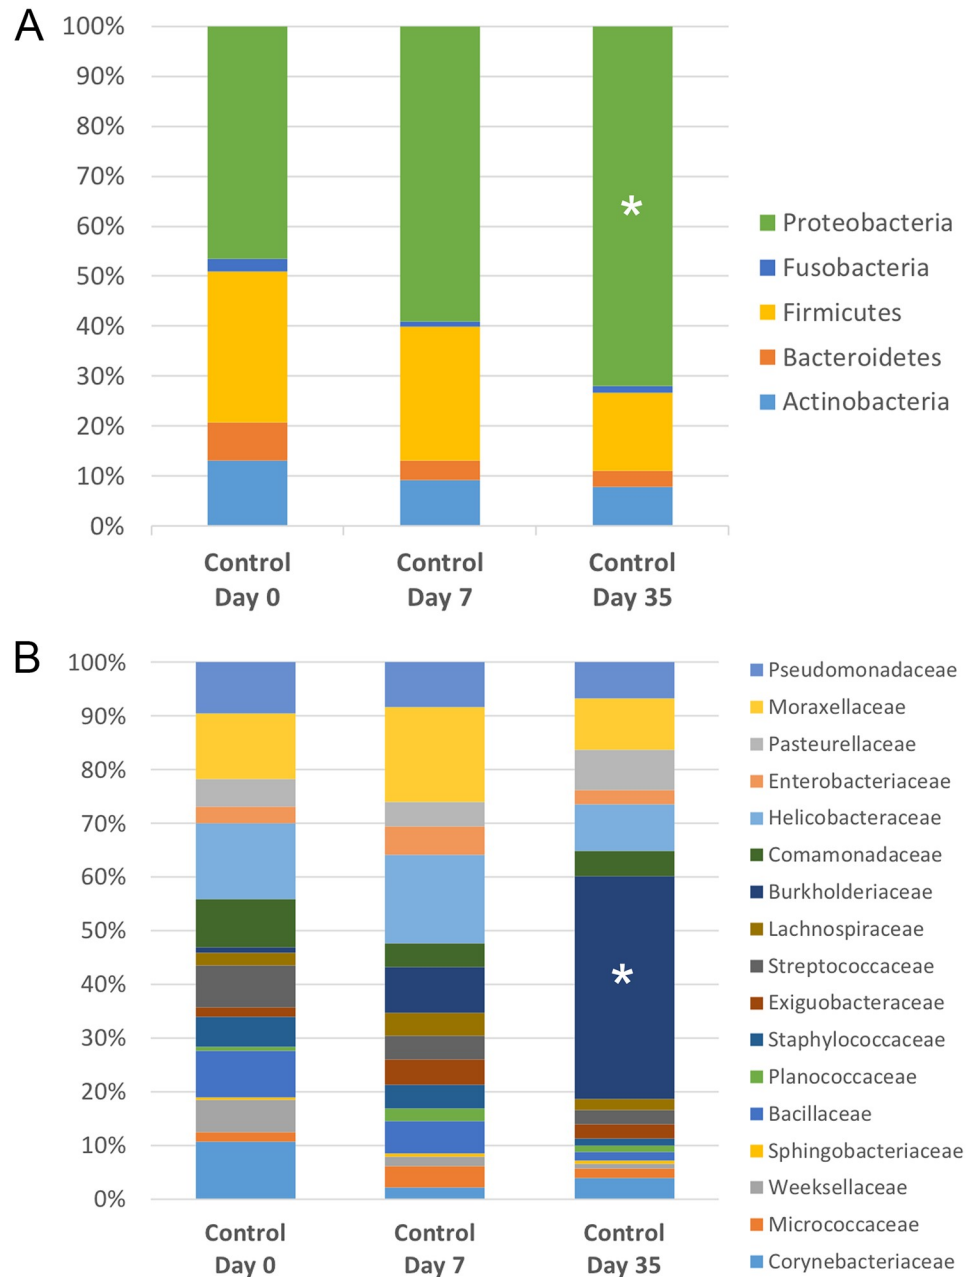 A
100%
90%
80%
70%
60%
50%
40%
30%
20%
10%
0%
*
Control
Day 0
Control
Day 7
Control
Day 35
Proteobacteria
Fusobacteria
Firmicutes
Bacteroidetes
Actinobacteria
B
100%
90%
80%
70%
60%
50%
40%
30%
20%
10%
0%
*
Control
Day 0
Control
Day 7
Control
Day 35
Pseudomonadaceae
Moraxellaceae
Pasteurellaceae
Enterobacteriaceae
Helicobacteraceae
Comamonadaceae
Burkholderiaceae
Lachnospiraceae
Streptococcaceae
Exiguobacteraceae
Staphylococcaceae
Planococcaceae
Bacillaceae
Sphingobacteriaceae
Weeksellaceae
Micrococcaceae
Corynebacteriaceae